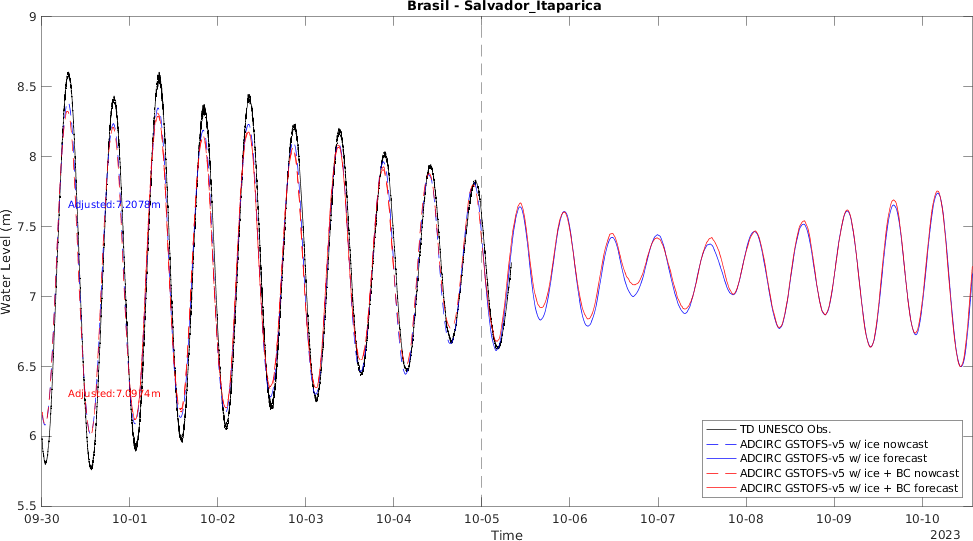 Brasil - Salvador_Itaparica
9
8.5
8
7.5
7
6.5
6
5.5
Water Level (m)
Adjusted:7.2078m
Adjusted:7.0974m
TD UNESCO Obs.
ADCIRC GSTOFS-v5 w/ ice nowcast
ADCIRC GSTOFS-v5 w/ ice forecast
ADCIRC GSTOFS-v5 w/ ice + BC nowcast
ADCIRC GSTOFS-v5 w/ ice + BC forecast
09-30 10-01 10-02 10-03 10-04 10-05 10-06 10-07 10-08 10-09 10-10
Time
2023